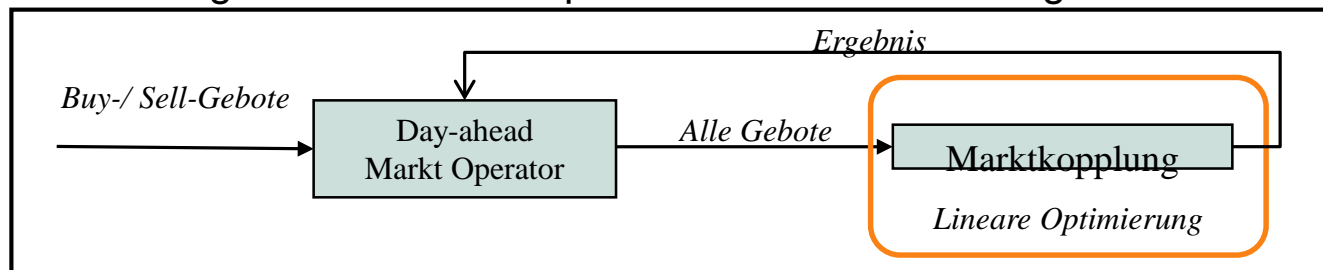 Ergebnis
Buy-/ Sell-Gebote
Day-ahead
Markt Operator
Alle Gebote
Marktkopplung
Lineare Optimierung